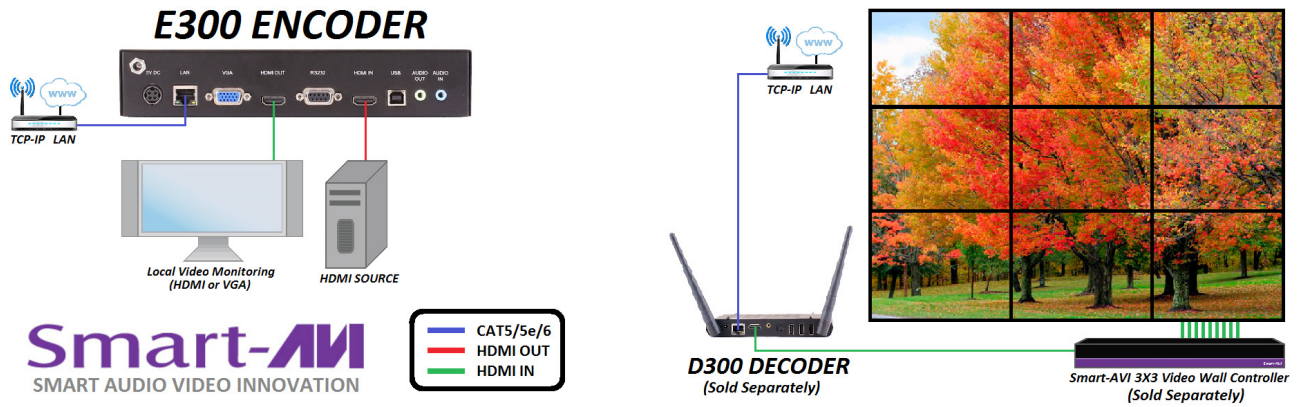 E300 ENCODER
5V DC
LAN
VGA
HDMI OUT
RS232
HDMI IN
USB
AUDIO OUT
AUDIO IN
www
TCP-IP LAN
Local Video Monitoring
(HDMI or VGA)
HDMI SOURCE
Smart-AVI
SMART AUDIO VIDEO INNOVATION
CAT5/5e/6
HDMI OUT
HDMI IN
www
TCP-IP LAN
D300 DECODER
(Sold Separately)
Smart-AVI
Smart-AVI 3X3 Video Wall Controller
(Sold Separately)